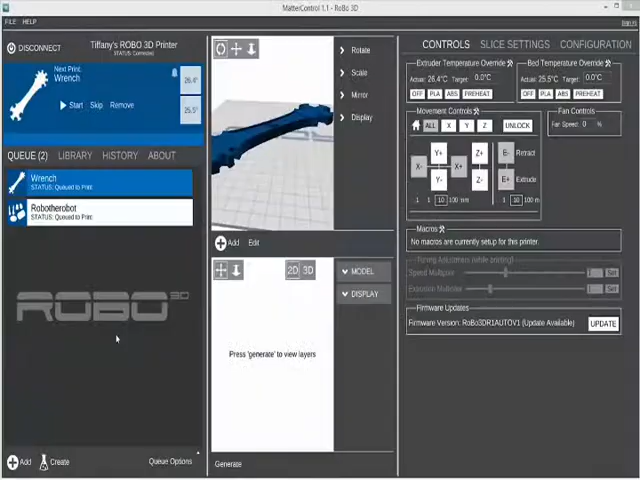 MatterControl 1.1 - RoBo 3D
FILE HELP
DISCONNECT
Tiffany's ROBO 3D Printer
STATUS: Connected
Next Print:
Wrench
26.4°
25.5°
Start Skip Remove
QUEUE (2) LIBRARY HISTORY ABOUT
Wrench
STATUS: Queued to Print
Robotherobot
STATUS: Queued to Print
ROBO 3D
Add Create Queue Options
Rotate
Scale
Mirror
Display
Add Edit
2D 3D
MODEL
DISPLAY
Press 'generate' to view layers
Generate
CONTROLS SLICE SETTINGS CONFIGURATION
Extruder Temperature Override
Actual: 26.4°C Target: 0.0°C
OFF PLA ABS PREHEAT
Bed Temperature Override
Actual: 25.5°C Target: 0.0°C
OFF PLA ABS PREHEAT
Movement Controls
ALL X Y Z UNLOCK
Fan Controls
Fan Speed: 0 %
Y+
X- X+
Y-
Z+
Z-
E- Retract
E+ Extrude
.1 1 10 100 mm
1 10 100 mm
Macros
No macros are currently setup for this printer.
Tuning Adjustment (while printing)
Speed Multiplier 1 Set
Extrusion Multiplier 1 Set
Firmware Updates
Firmware Version: RoBo3DR1AUTOV1 (Update Available) UPDATE